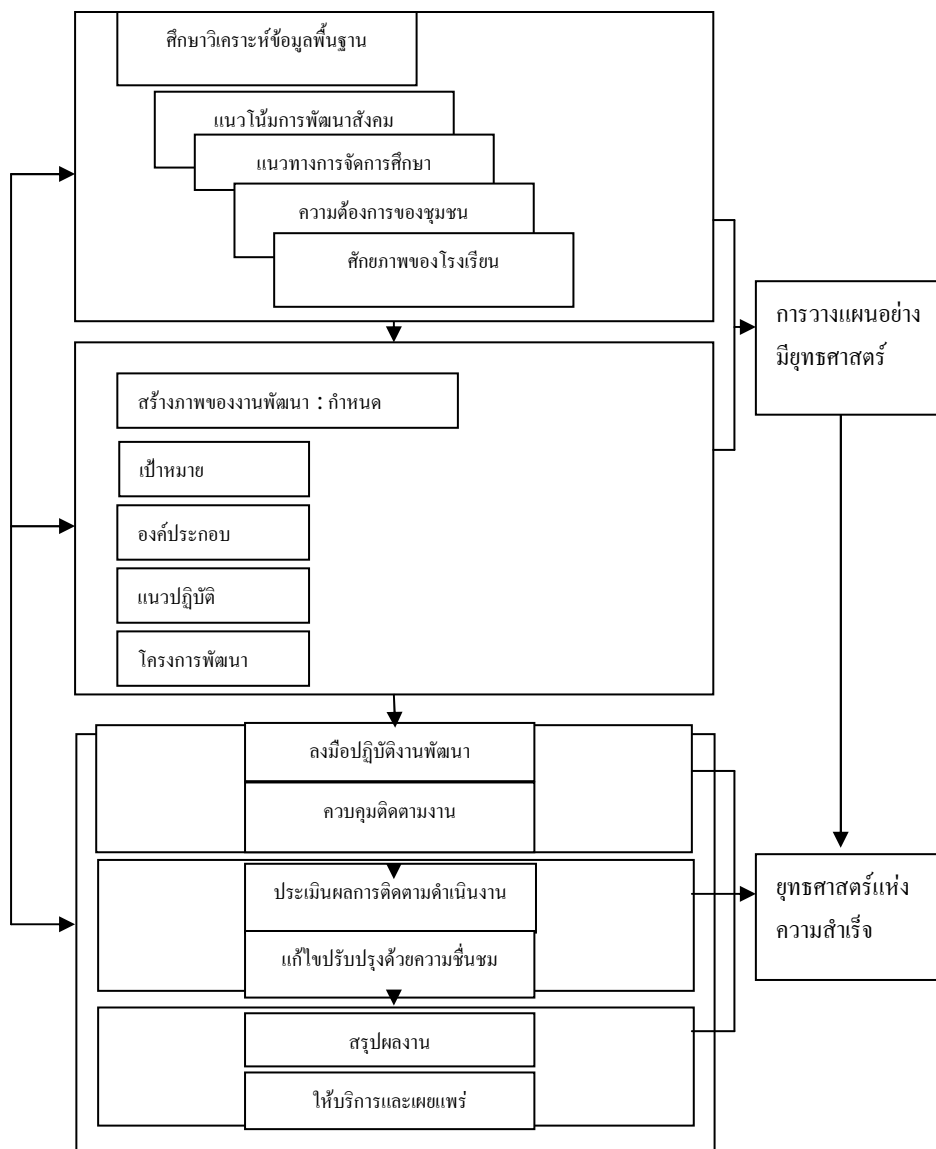 ศึกษาวิเคราะห์ข้อมูลพื้นฐาน
แนวโน้มการพัฒนาสังคม
แนวทางการจัดการศึกษา
ความต้องการของชุมชน
ศักยภาพของโรงเรียน
การวางแผนอย่าง
มียุทธศาสตร์
สร้างภาพของงานพัฒนา : กำหนด
เป้าหมาย
องค์ประกอบ
แนวปฏิบัติ
โครงการพัฒนา
ลงมือปฏิบัติงานพัฒนา
ควบคุมติดตามงาน
ประเมินผลการติดตามดำเนินงาน
แก้ไขปรับปรุงด้วยความชื่นชม
ยุทธศาสตร์แห่ง
ความสำเร็จ
สรุปผลงาน
ให้บริการและเผยแพร่